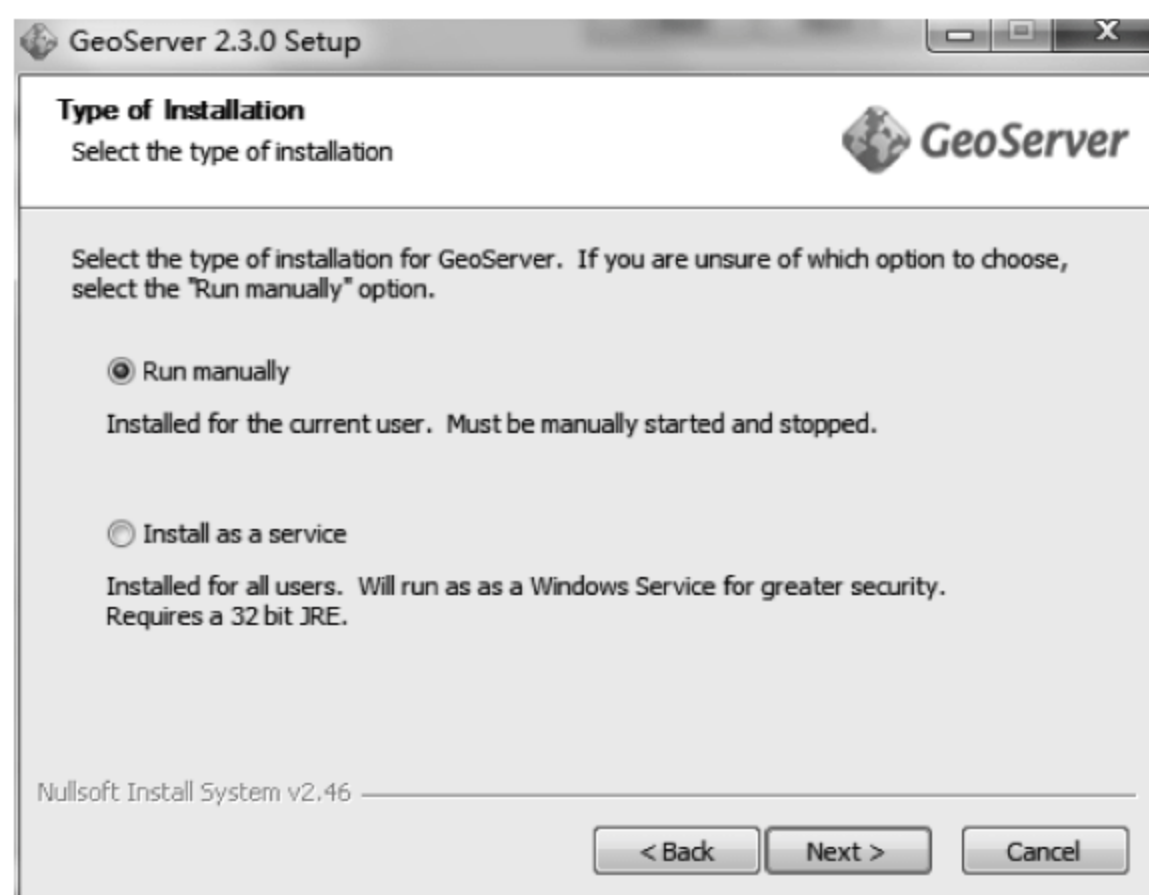 GeoServer 2.3.0 Setup
Type of Installation
Select the type of installation
GeoServer
Select the type of installation for GeoServer. If you are unsure of which option to choose,
select the "Run manually" option.
Run manually
Installed for the current user. Must be manually started and stopped.
Install as a service
Installed for all users. Will run as as a Windows Service for greater security.
Requires a 32 bit JRE.
Nullsoft Install System v2.46
< Back
Next >
Cancel